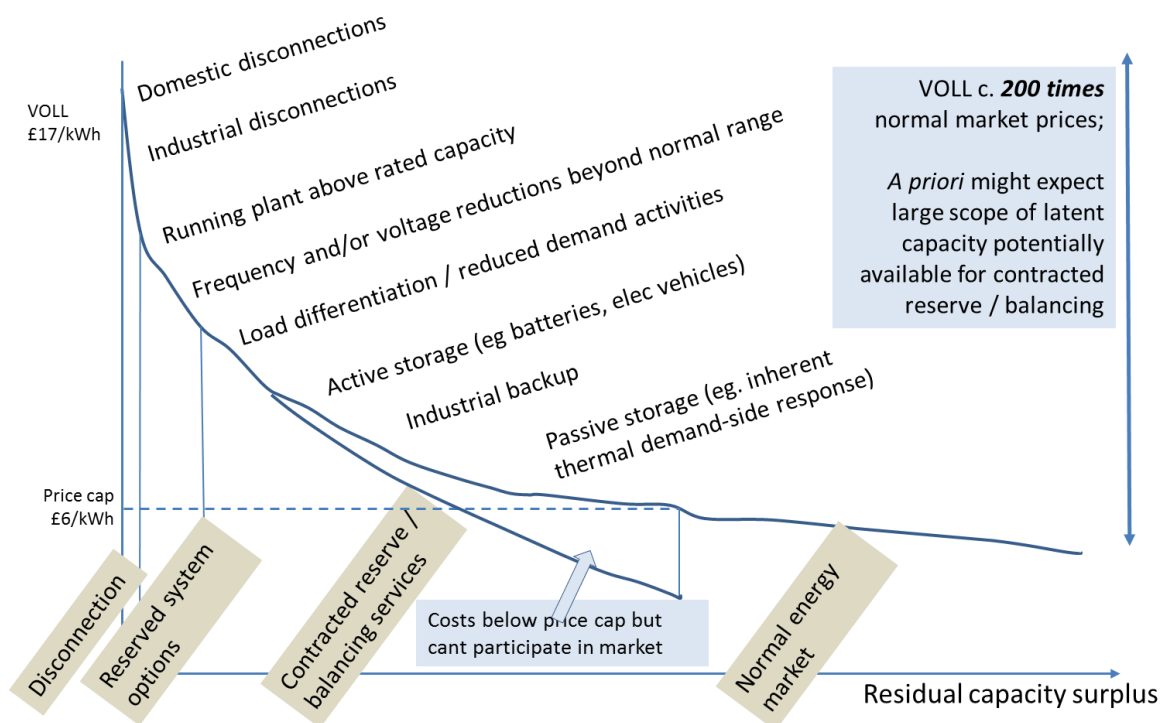 Domestic disconnections
Industrial disconnections
Running plant above rated capacity
Frequency and/or voltage reductions beyond normal range
Load differentiation / reduced demand activities
Active storage (eg batteries, elec vehicles)
Industrial backup
Passive storage (eg. inherent
thermal demand-side response)
VOLL
£17/kWh
VOLL c. 200 times
normal market prices;
A priori might expect
large scope of latent
capacity potentially
available for contracted
reserve / balancing
Price cap
£6/kWh
Disconnection
Reserved system
options
Contracted reserve /
balancing services
Costs below price cap but
cant participate in market
Normal energy
market
Residual capacity surplus